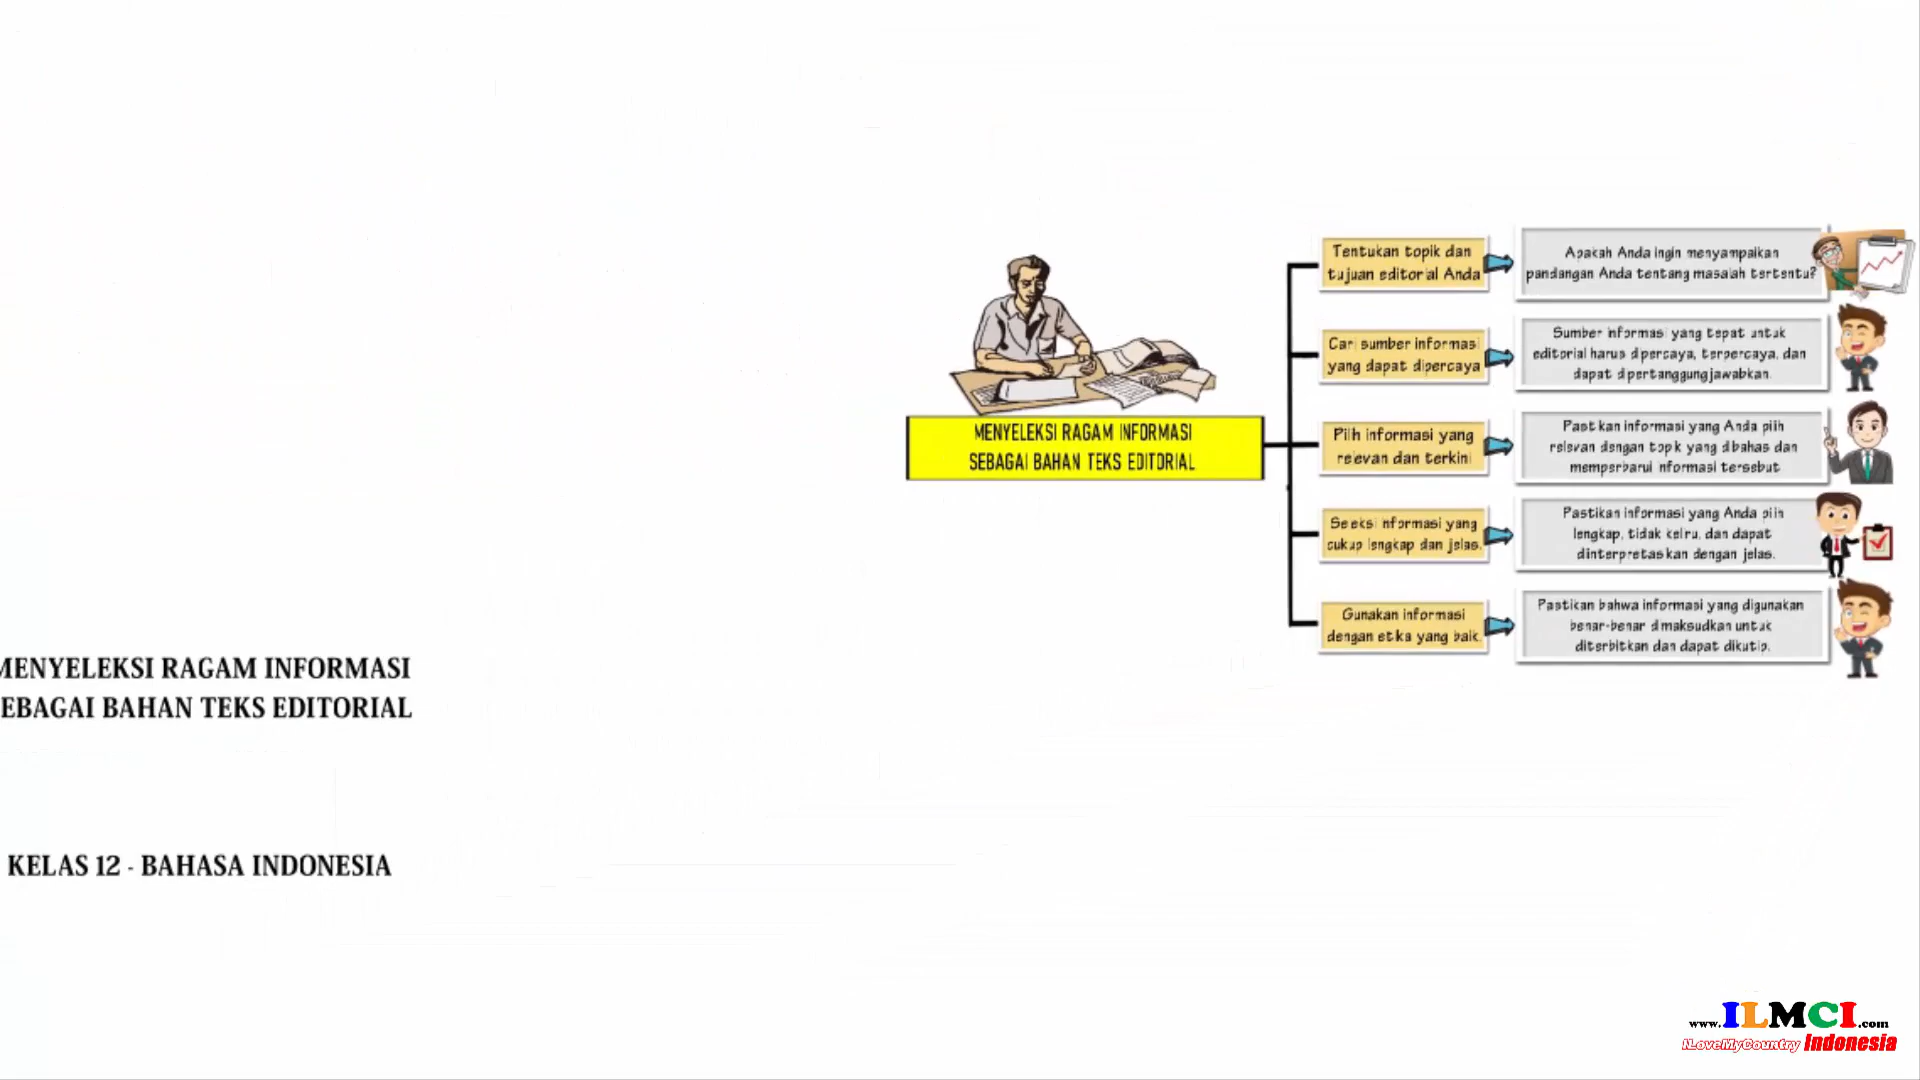 MENYELEKSI RAGAM INFORMASI
SEBAGAI BAHAN TEKS EDITORIAL
Tentukan topik dan
tujuan editorial Anda
Apakah Anda ingin menyampaikan
pandangan Anda tentang masalah tertentu?
Cari sumber informasi
yang dapat dipercaya
Sumber informasi yang tepat untuk
editorial harus dipercaya, terpercaya, dan
dapat dipertanggungjawabkan.
Pilih informasi yang
relevan dan terkini
Pastikan informasi yang Anda pilih
relevan dengan topik yang dibahas dan
memperbarui informasi tersebut
Seleksi informasi yang
cukup lengkap dan jelas.
Pastikan informasi yang Anda pilih
lengkap, tidak keliru, dan dapat
diinterpretasikan dengan jelas.
Gunakan informasi
dengan etika yang baik.
Pastikan bahwa informasi yang digunakan
benar-benar dimaksudkan untuk
diterbitkan dan dapat dikutip.
MENYELEKSI RAGAM INFORMASI
EBAGAI BAHAN TEKS EDITORIAL
KELAS 12 - BAHASA INDONESIA
www.ILMCI.com
ILoveMyCountry Indonesia